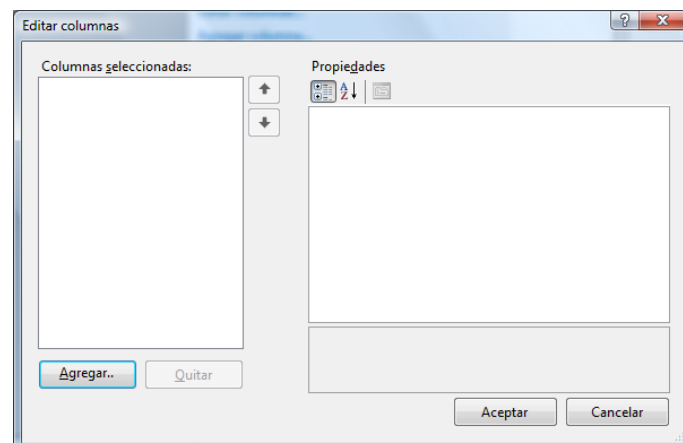 Editar columnas
?
Columnas seleccionadas:
Propiedades
A
Z
Agregar..
Quitar
Aceptar
Cancelar